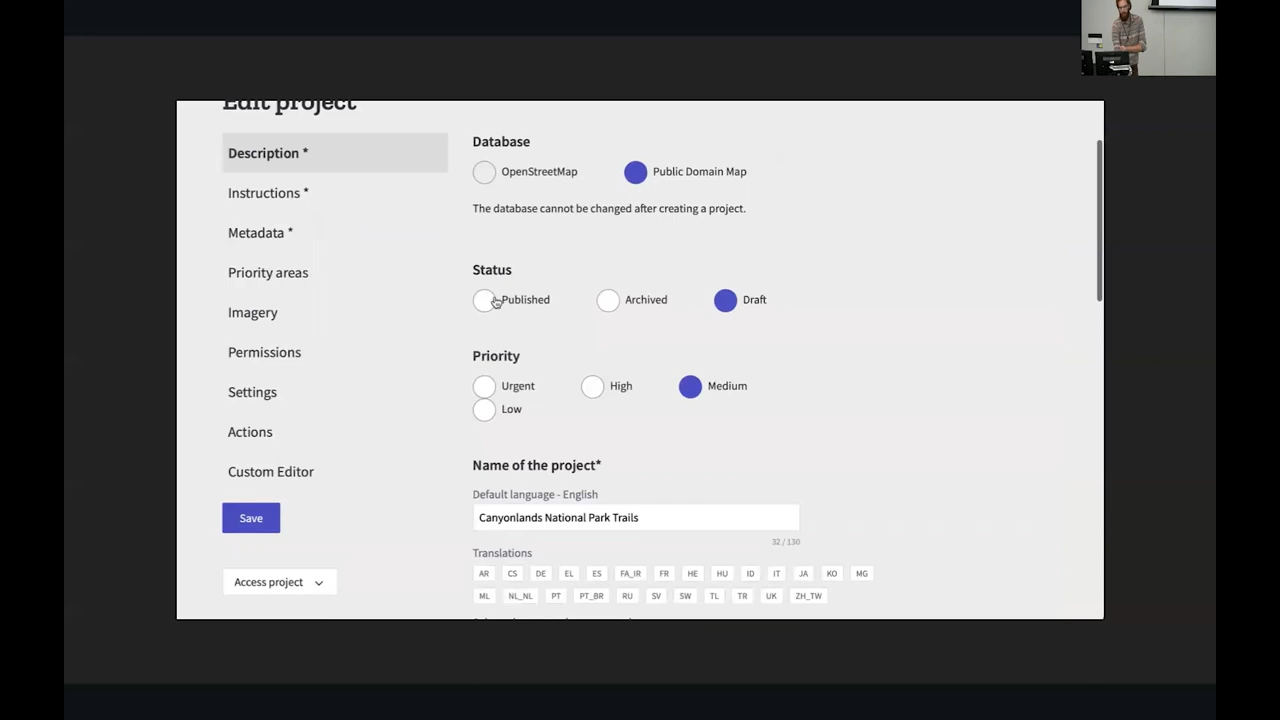 Edit project
Description *
Instructions *
Metadata *
Priority areas
Imagery
Permissions
Settings
Actions
Custom Editor
Save
Access project
Database
OpenStreetMap Public Domain Map
The database cannot be changed after creating a project.
Status
Published Archived Draft
Priority
Urgent High Medium
Low
Name of the project*
Default language - English
Canyonlands National Park Trails
32 / 130
Translations
AR CS DE EL ES FA_IR FR HE HU ID IT JA KO MG
ML NL_NL PT PT_BR RU SV SW TL TR UK ZH_TW